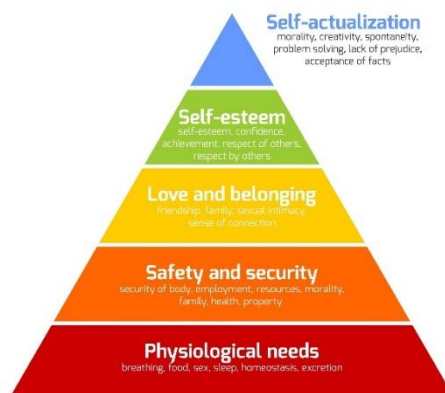 Self-actualization
morality, creativity, spontaneity,
problem solving, lack of prejudice,
acceptance of facts
Self-esteem
self-esteem, confidence,
achievement, respect of others,
respect by others
Love and belonging
friendship, family, sexual intimacy,
sense of connection
Safety and security
security of body, employment, resources, morality,
family, health, property
Physiological needs
breathing, food, sex, sleep, homeostasis, excretion